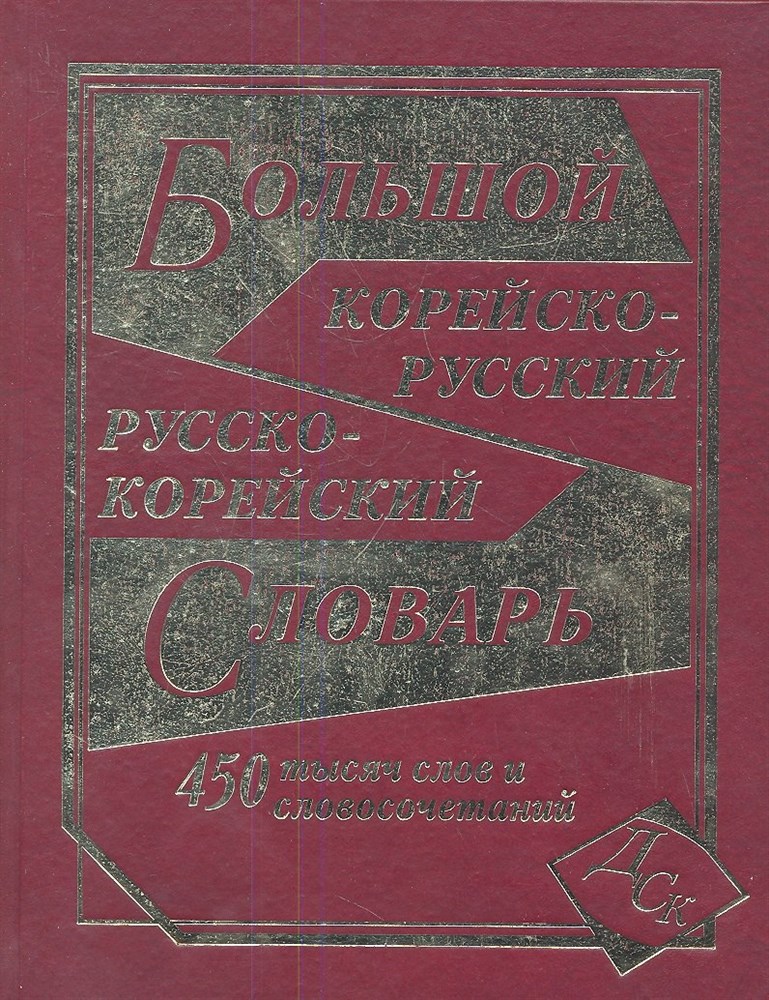 Большой
корейско-
русский
русско-
корейский
Словарь
450 тысяч слов и
словосочетаний
ДСК